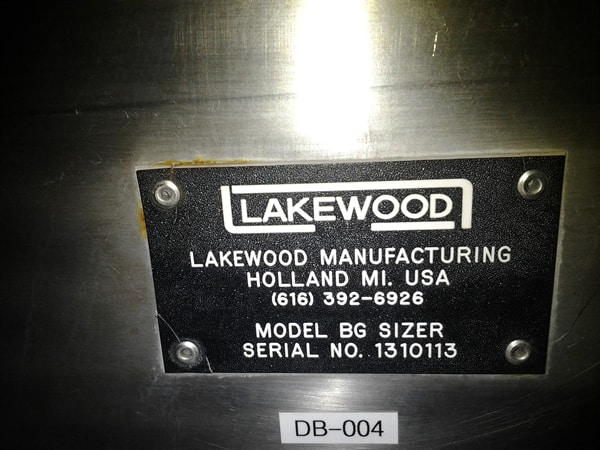 LAKEWOOD
LAKEWOOD MANUFACTURING
HOLLAND MI. USA
(616) 392-6926
MODEL BG SIZER
SERIAL NO. 1310113
DB-004